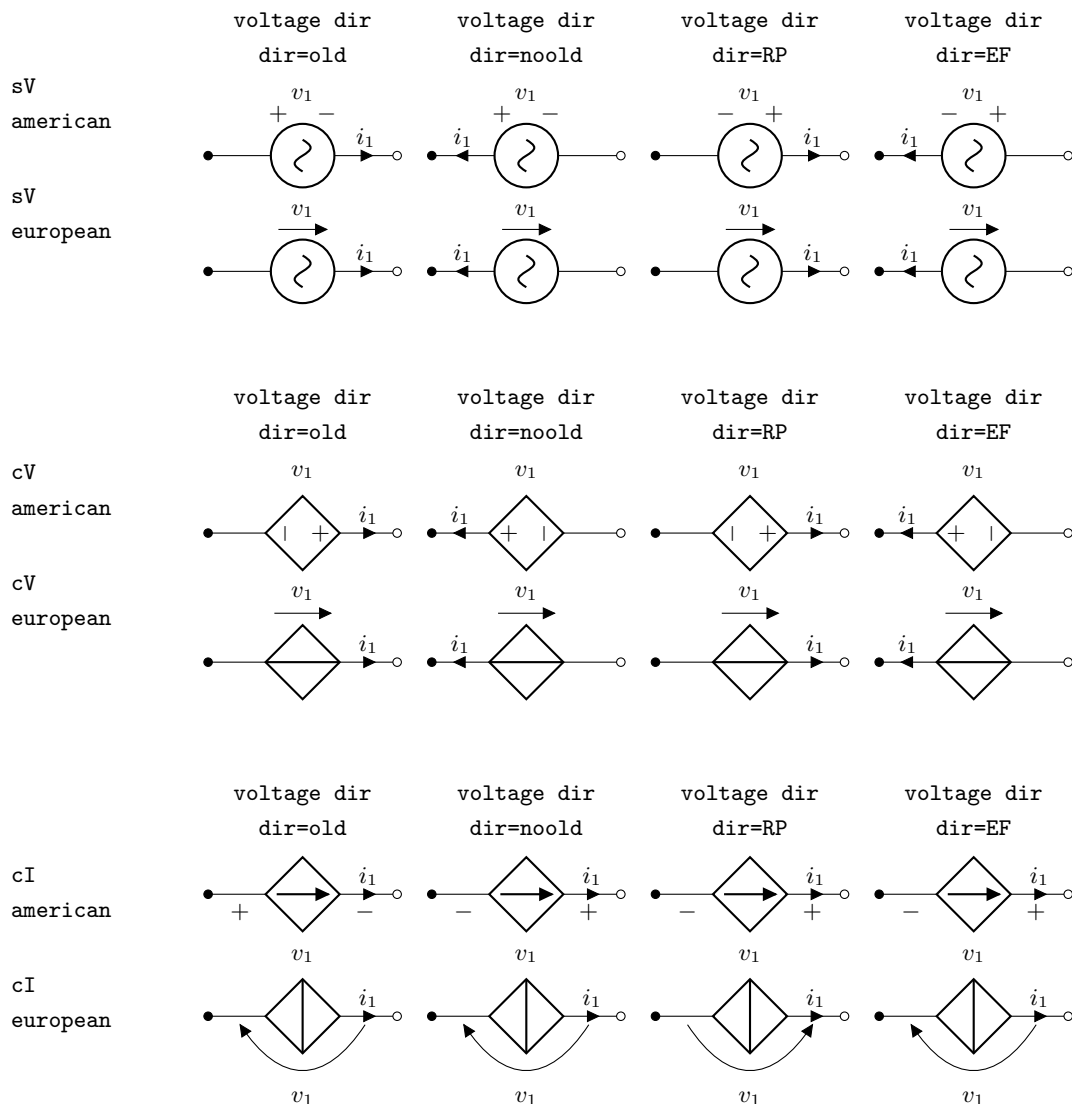 voltage dir voltage dir voltage dir voltage dir
dir=old dir=noold dir=RP dir=EF
sV
american
v₁ v₁ v₁ v₁
+ − + − − + − +
i₁ i₁ i₁ i₁
sV
european
v₁ v₁ v₁ v₁
i₁ i₁ i₁ i₁
voltage dir voltage dir voltage dir voltage dir
dir=old dir=noold dir=RP dir=EF
cV
american
v₁ v₁ v₁ v₁
i₁ i₁ i₁ i₁
− + + − − + + −
cV
european
v₁ v₁ v₁ v₁
i₁ i₁ i₁ i₁
voltage dir voltage dir voltage dir voltage dir
dir=old dir=noold dir=RP dir=EF
cI
american
i₁ i₁ i₁ i₁
+ − − + − + − +
v₁ v₁ v₁ v₁
cI
european
i₁ i₁ i₁ i₁
v₁ v₁ v₁ v₁